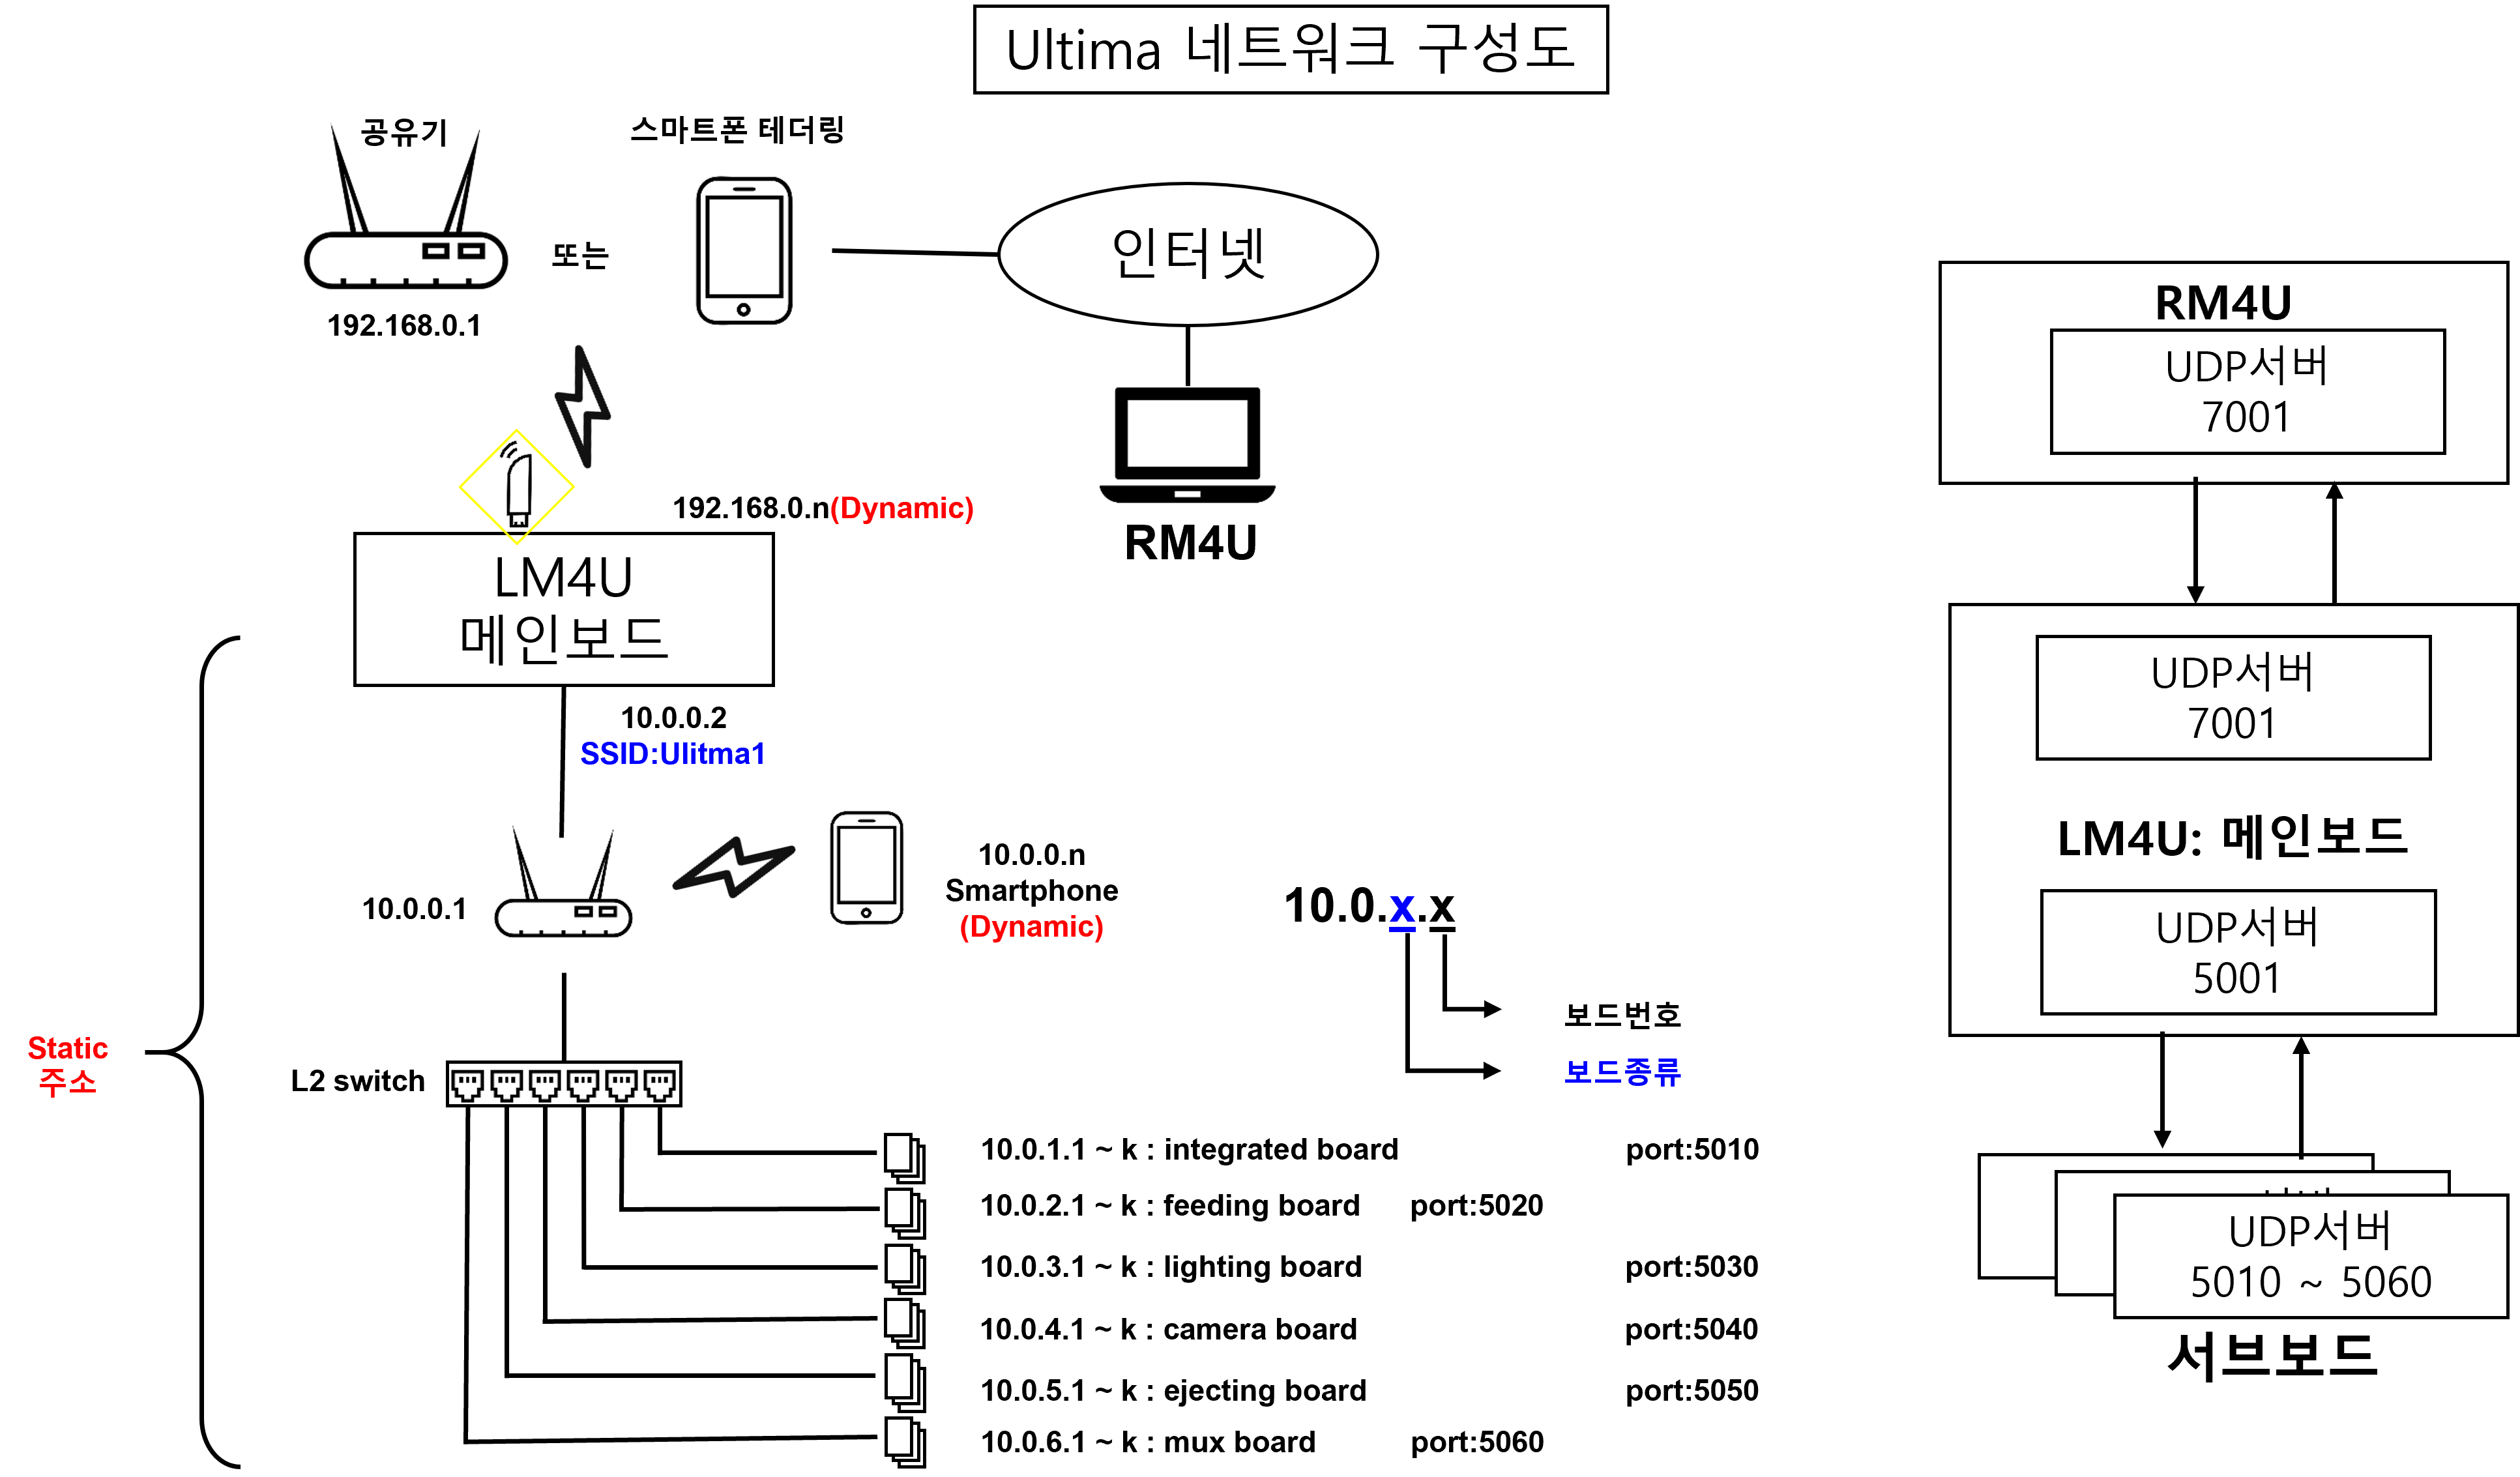 Ultima 네트워크 구성도
공유기
스마트폰 테더링
또는
인터넷
192.168.0.1
192.168.0.n(Dynamic)
RM4U
LM4U
메인보드
10.0.0.2
SSID:Ulitma1
10.0.0.1
10.0.0.n
Smartphone
(Dynamic)
Static
주소
L2 switch
10.0.x.x
보드번호
보드종류
10.0.1.1 ~ k : integrated board port:5010
10.0.2.1 ~ k : feeding board port:5020
10.0.3.1 ~ k : lighting board port:5030
10.0.4.1 ~ k : camera board port:5040
10.0.5.1 ~ k : ejecting board port:5050
10.0.6.1 ~ k : mux board port:5060
RM4U
UDP서버
7001
UDP서버
7001
LM4U: 메인보드
UDP서버
5001
UDP서버
5010 ~ 5060
서브보드